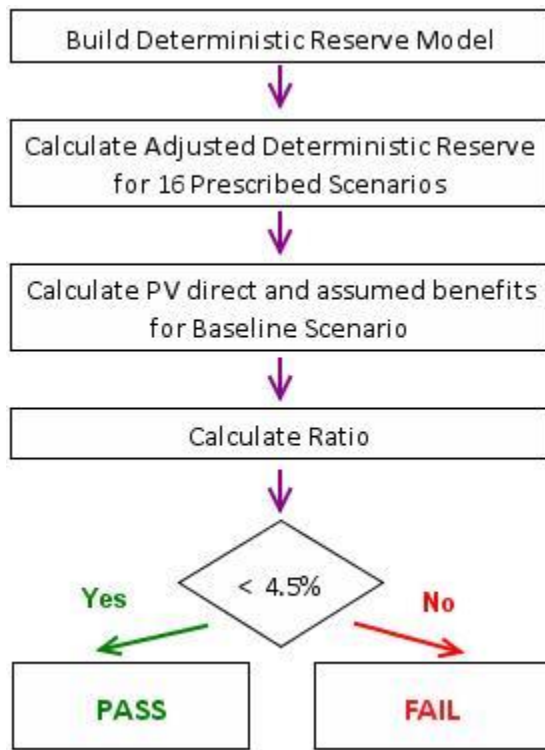 Build Deterministic Reserve Model
Calculate Adjusted Deterministic Reserve
for 16 Prescribed Scenarios
Calculate PV direct and assumed benefits
for Baseline Scenario
Calculate Ratio
< 4.5%
Yes
No
PASS
FAIL